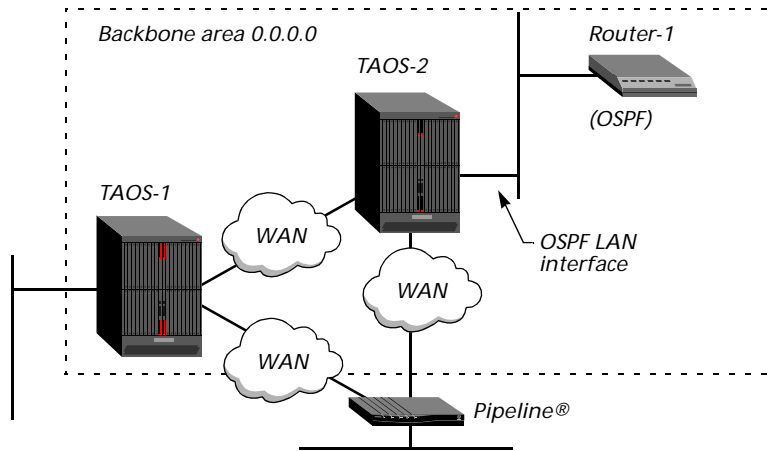 Backbone area 0.0.0.0
Router-1
TAOS-2
(OSPF)
TAOS-1
WAN
OSPF LAN
interface
WAN
WAN
Pipeline®